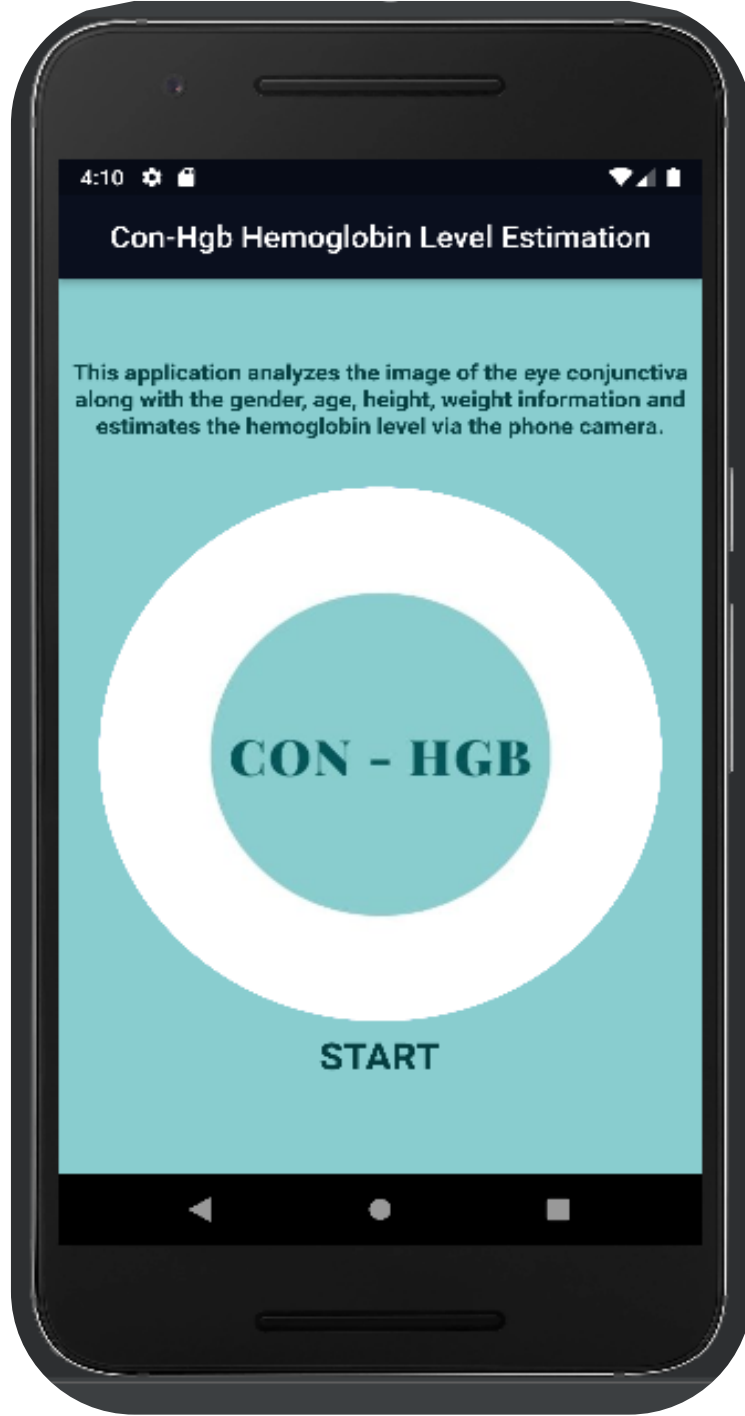 4:10
Con-Hgb Hemoglobin Level Estimation
This application analyzes the image of the eye conjunctiva
along with the gender, age, height, weight information and
estimates the hemoglobin level via the phone camera.
CON - HGB
START